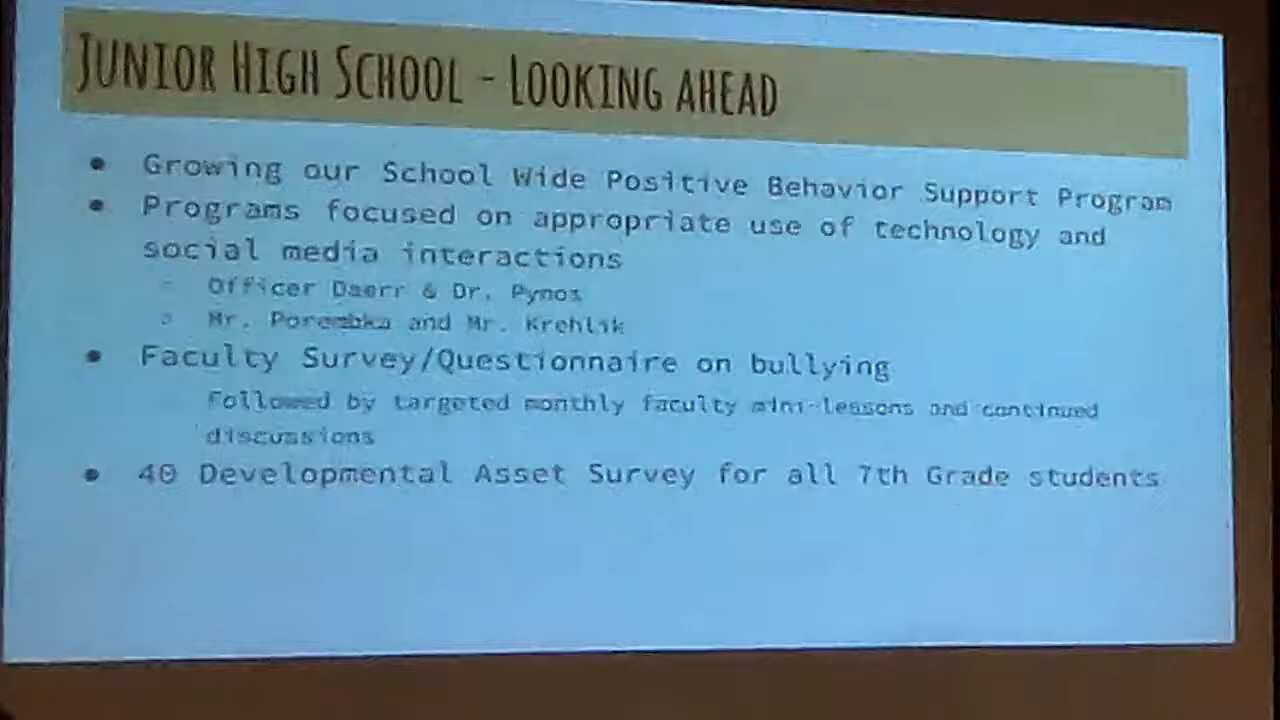 JUNIOR HIGH SCHOOL - LOOKING AHEAD
• Growing our School Wide Positive Behavior Support Program
• Programs focused on appropriate use of technology and
social media interactions
Officer Daerr & Dr. Pynos
Mr. Porembka and Mr. Krehlik
• Faculty Survey/Questionnaire on bullying
Followed by targeted monthly faculty mini-lessons and continued
discussions
• 40 Developmental Asset Survey for all 7th Grade students